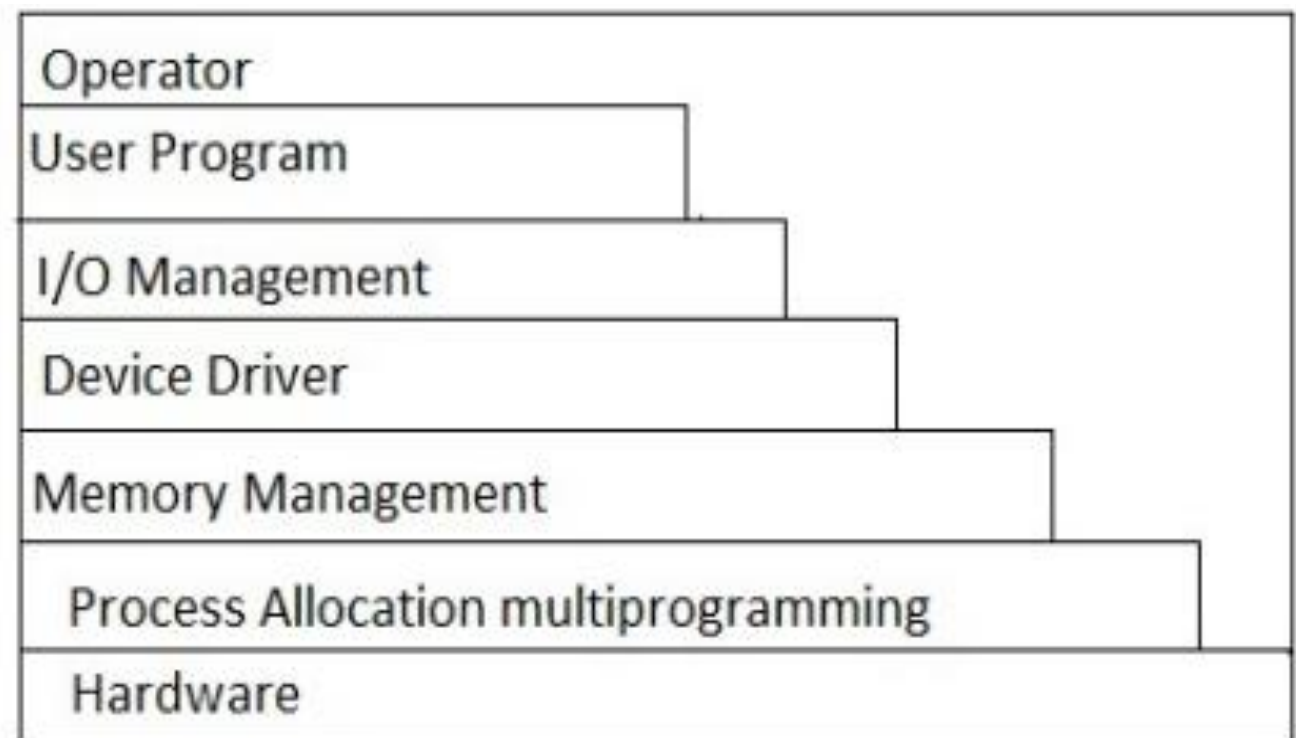 Operator
User Program
I/O Management
Device Driver
Memory Management
Process Allocation multiprogramming
Hardware